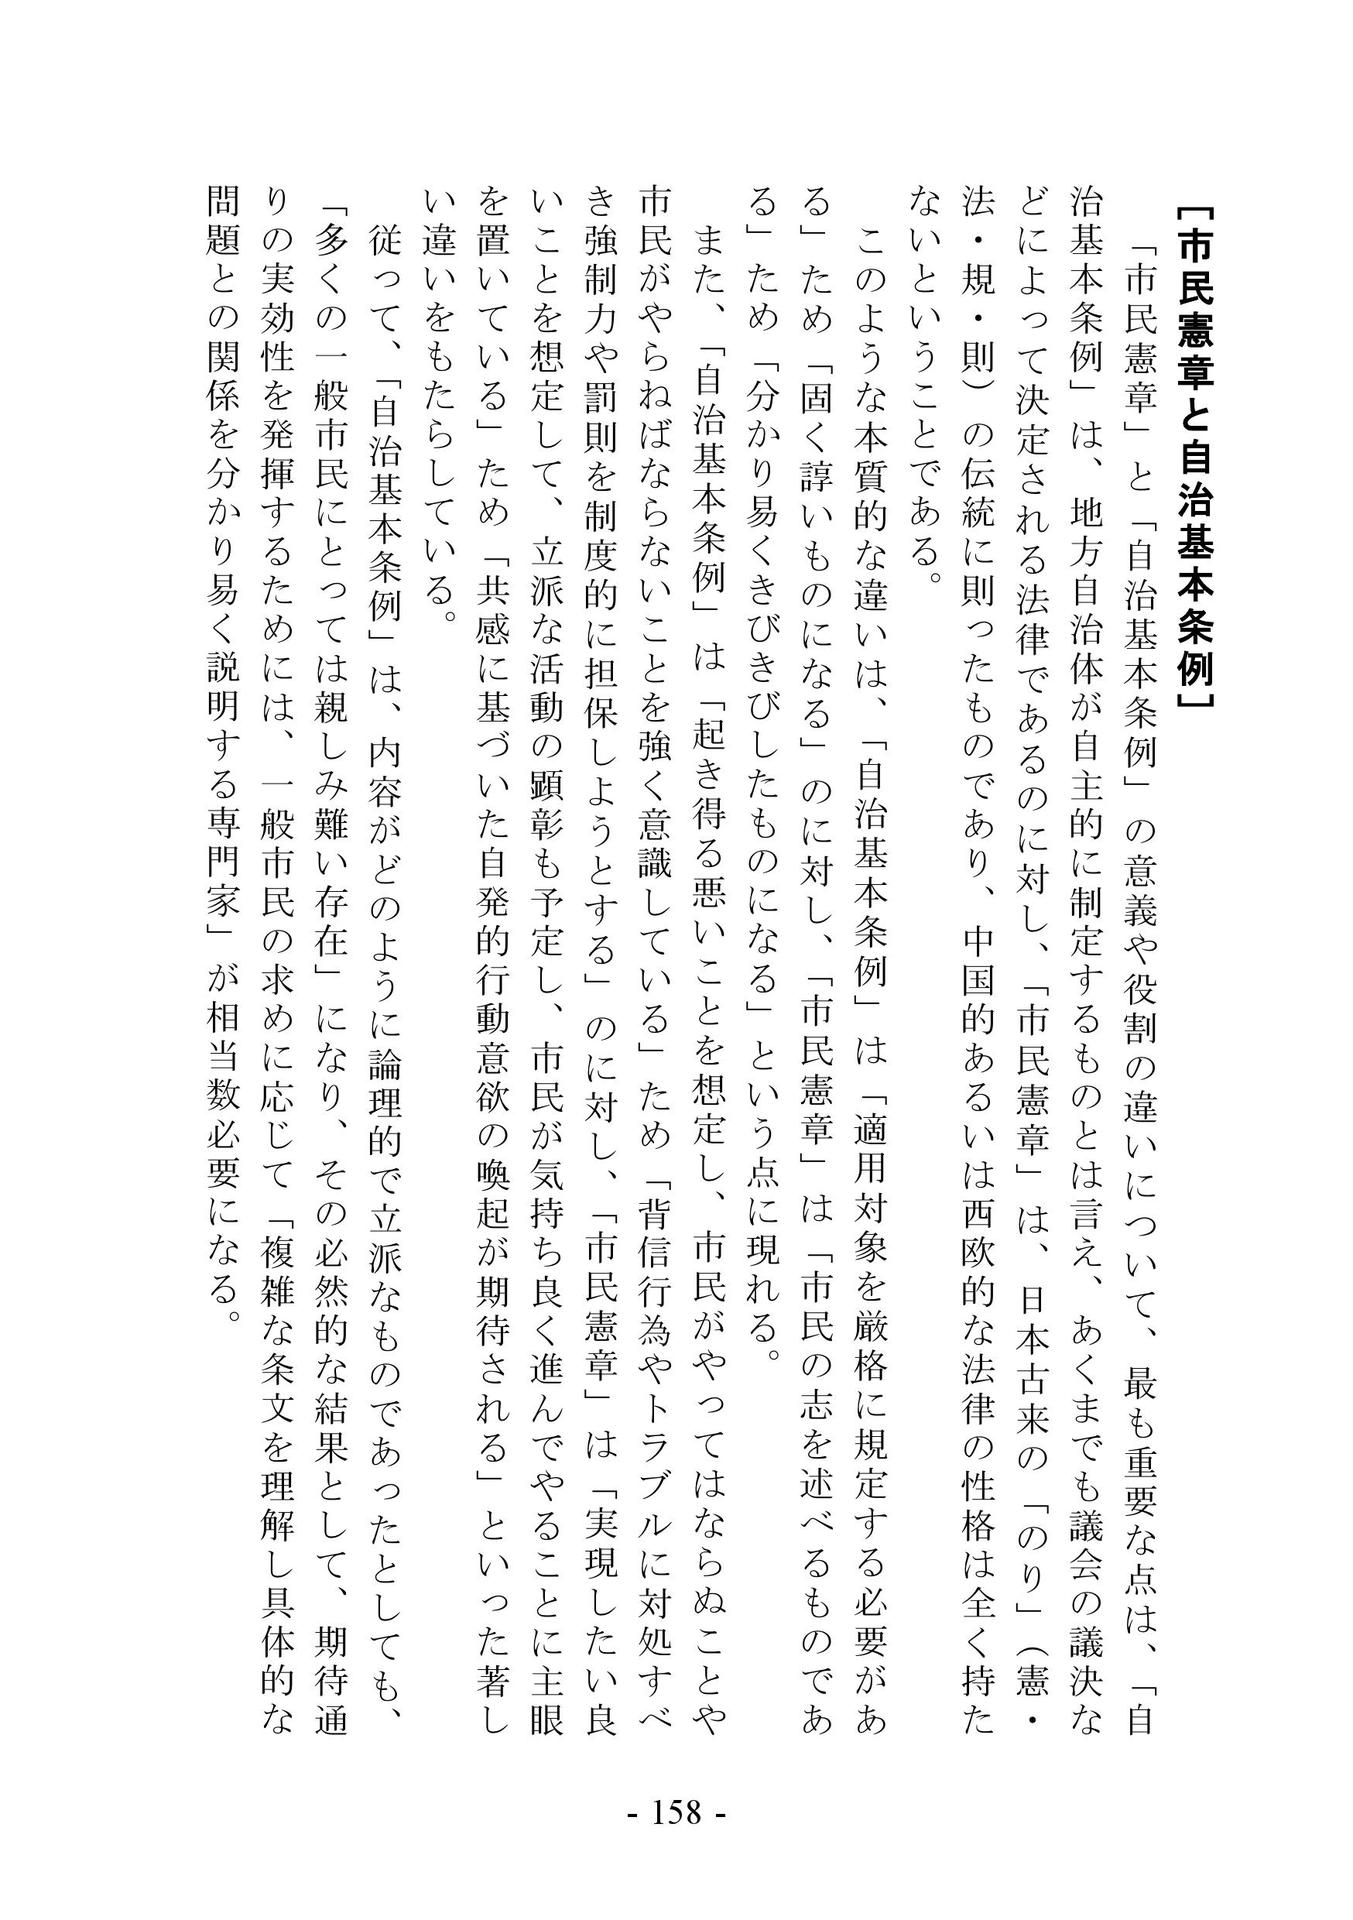 ［市民憲章と自治基本条例］
「市民憲章」と「自治基本条例」の意義や役割の違いについて、最も重要な点は、「自
治基本条例」は、地方自治体が自主的に制定するものとは言え、あくまでも議会の議決な
どによって決定される法律であるのに対し、「市民憲章」は、日本古来の「のり」（憲・
法・規・則）の伝統に則ったものであり、中国的あるいは西欧的な法律の性格は全く持た
ないということである。
このような本質的な違いは、「自治基本条例」は「適用対象を厳格に規定する必要があ
る」ため「固く諄いものになる」のに対し、「市民憲章」は「市民の志を述べるものであ
る」ため「分かり易くきびきびしたものになる」という点に現れる。
また、「自治基本条例」は「起き得る悪いことを想定し、市民がやってはならぬことや
市民がやらねばならないことを強く意識している」ため「背信行為やトラブルに対処すべ
き強制力や罰則を制度的に担保しようとする」のに対し、「市民憲章」は「実現したい良
いことを想定して、立派な活動の顕彰も予定し、市民が気持ち良く進んでやることに主眼
を置いている」ため「共感に基づいた自発的行動意欲の喚起が期待される」といった著し
い違いをもたらしている。
従って、「自治基本条例」は、内容がどのように論理的で立派なものであったとしても、
「多くの一般市民にとっては親しみ難い存在」になり、その必然的な結果として、期待通
りの実効性を発揮するためには、一般市民の求めに応じて「複雑な条文を理解し具体的な
問題との関係を分かり易く説明する専門家」が相当数必要になる。
- 158 -